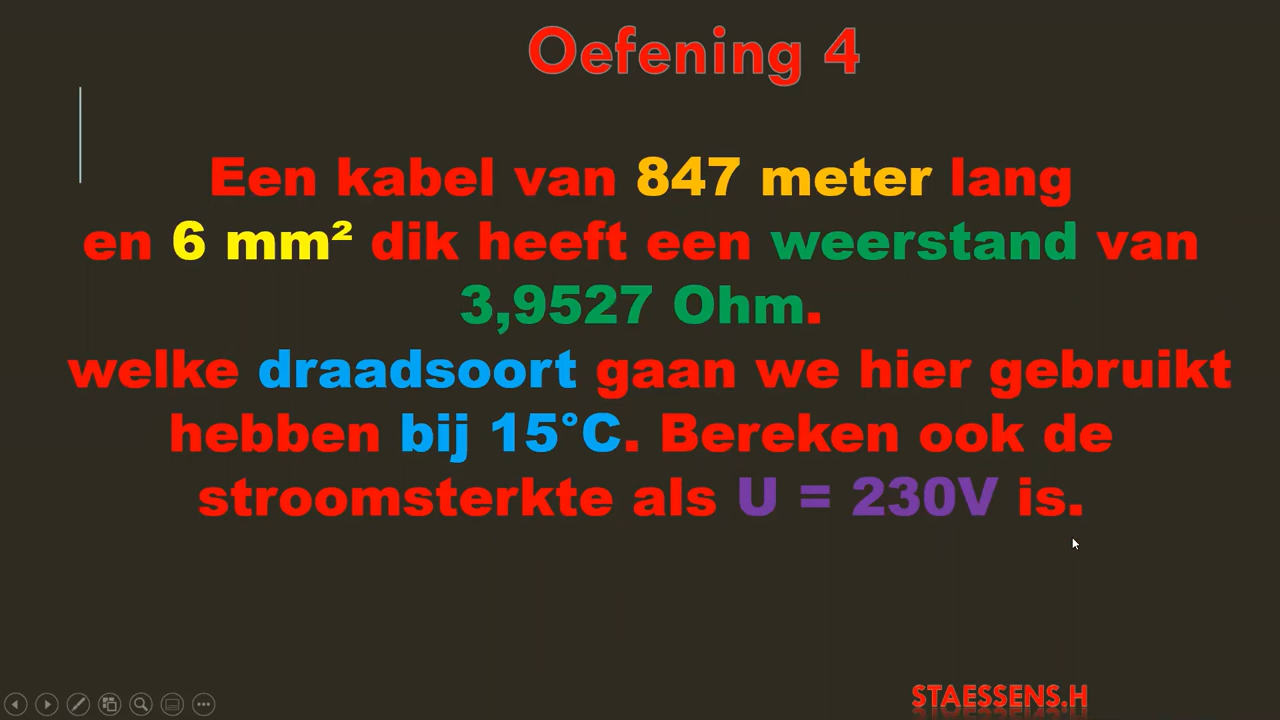 Oefening 4
Een kabel van 847 meter lang
en 6 mm² dik heeft een weerstand van
3,9527 Ohm.
welke draadsoort gaan we hier gebruikt
hebben bij 15°C. Bereken ook de
stroomsterkte als U = 230V is.
STAESSENS.H